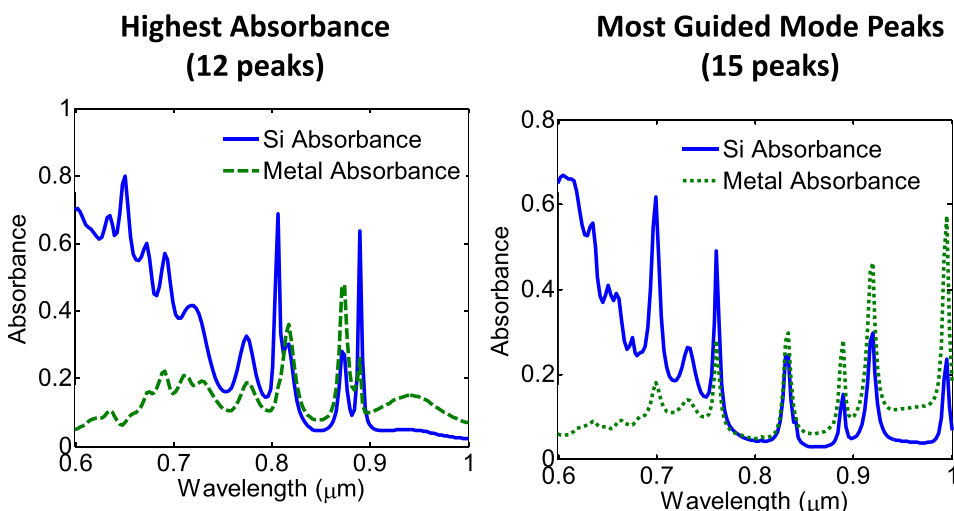 Highest Absorbance
(12 peaks)
1
0.8
0.6
0.4
0.2
0
0.6
0.7
0.8
0.9
1
Absorbance
Wavelength (μm)
Si Absorbance
Metal Absorbance
Most Guided Mode Peaks
(15 peaks)
0.8
0.6
0.4
0.2
0
0.6
0.7
0.8
0.9
1
Absorbance
Wavelength (μm)
Si Absorbance
Metal Absorbance